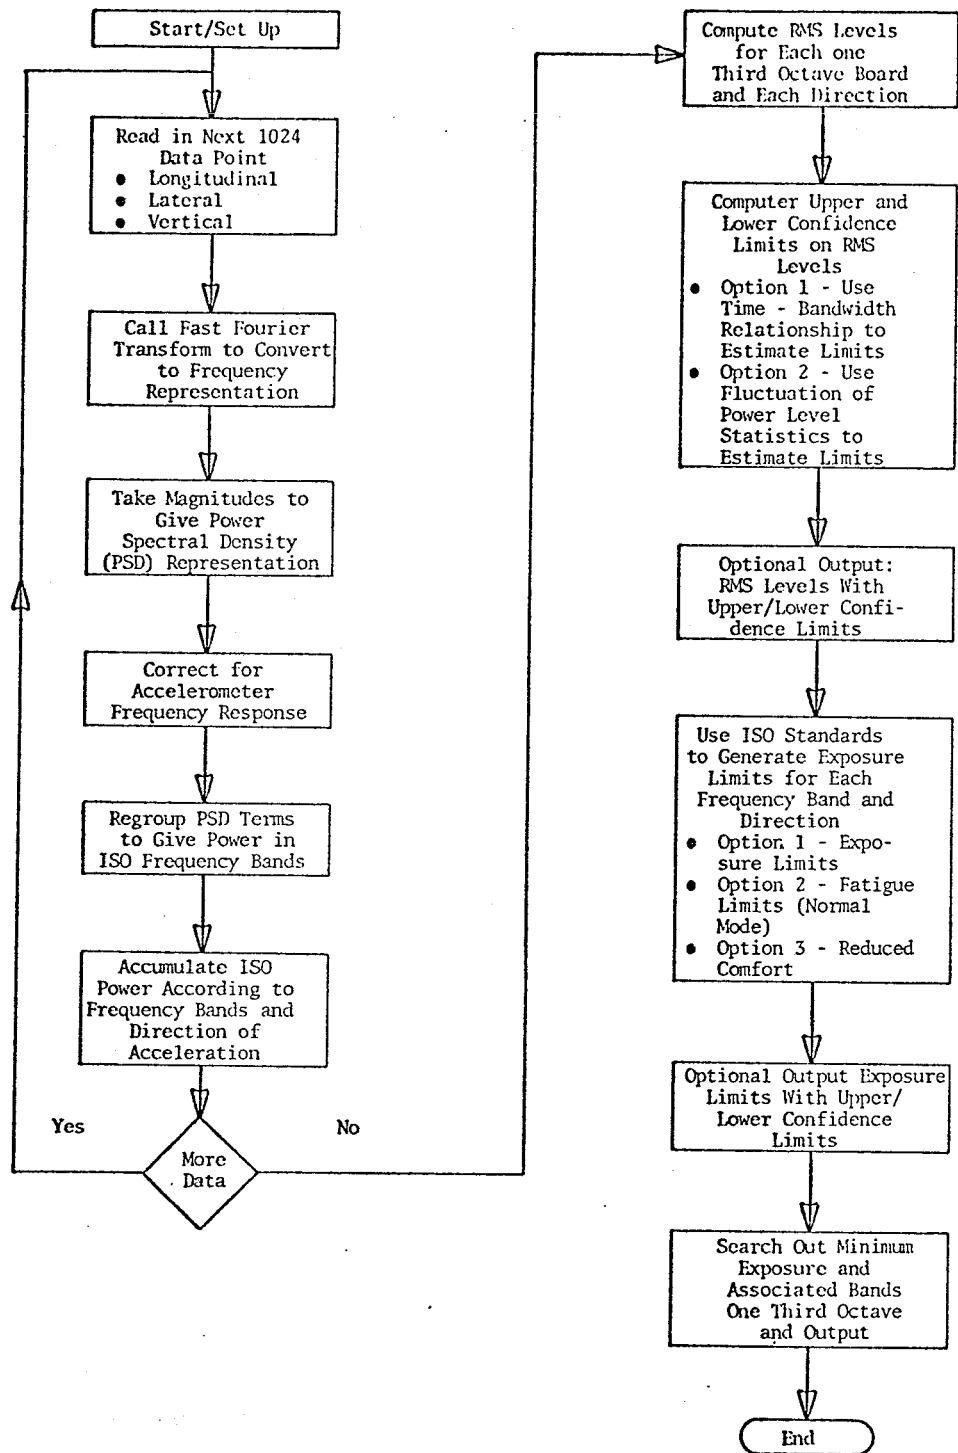 Start/Set Up
Read in Next 1024
Data Point
• Longitudinal
• Lateral
• Vertical
Call Fast Fourier
Transform to Convert
to Frequency
Representation
Take Magnitudes to
Give Power
Spectral Density
(PSD) Representation
Correct for
Accelerometer
Frequency Response
Regroup PSD Terms
to Give Power in
ISO Frequency Bands
Accumulate ISO
Power According to
Frequency Bands and
Direction of
Acceleration
Yes
No
More
Data
Compute RMS Levels
for Each one
Third Octave Board
and Each Direction
Computer Upper and
Lower Confidence
Limits on RMS
Levels
• Option 1 - Use
Time - Bandwidth
Relationship to
Estimate Limits
• Option 2 - Use
Fluctuation of
Power Level
Statistics to
Estimate Limits
Optional Output:
RMS Levels With
Upper/Lower Confi-
dence Limits
Use ISO Standards
to Generate Exposure
Limits for Each
Frequency Band and
Direction
• Option 1 - Expo-
sure Limits
• Option 2 - Fatigue
Limits (Normal
Mode)
• Option 3 - Reduced
Comfort
Optional Output Exposure
Limits With Upper/
Lower Confidence
Limits
Search Out Minimum
Exposure and
Associated Bands
One Third Octave
and Output
End